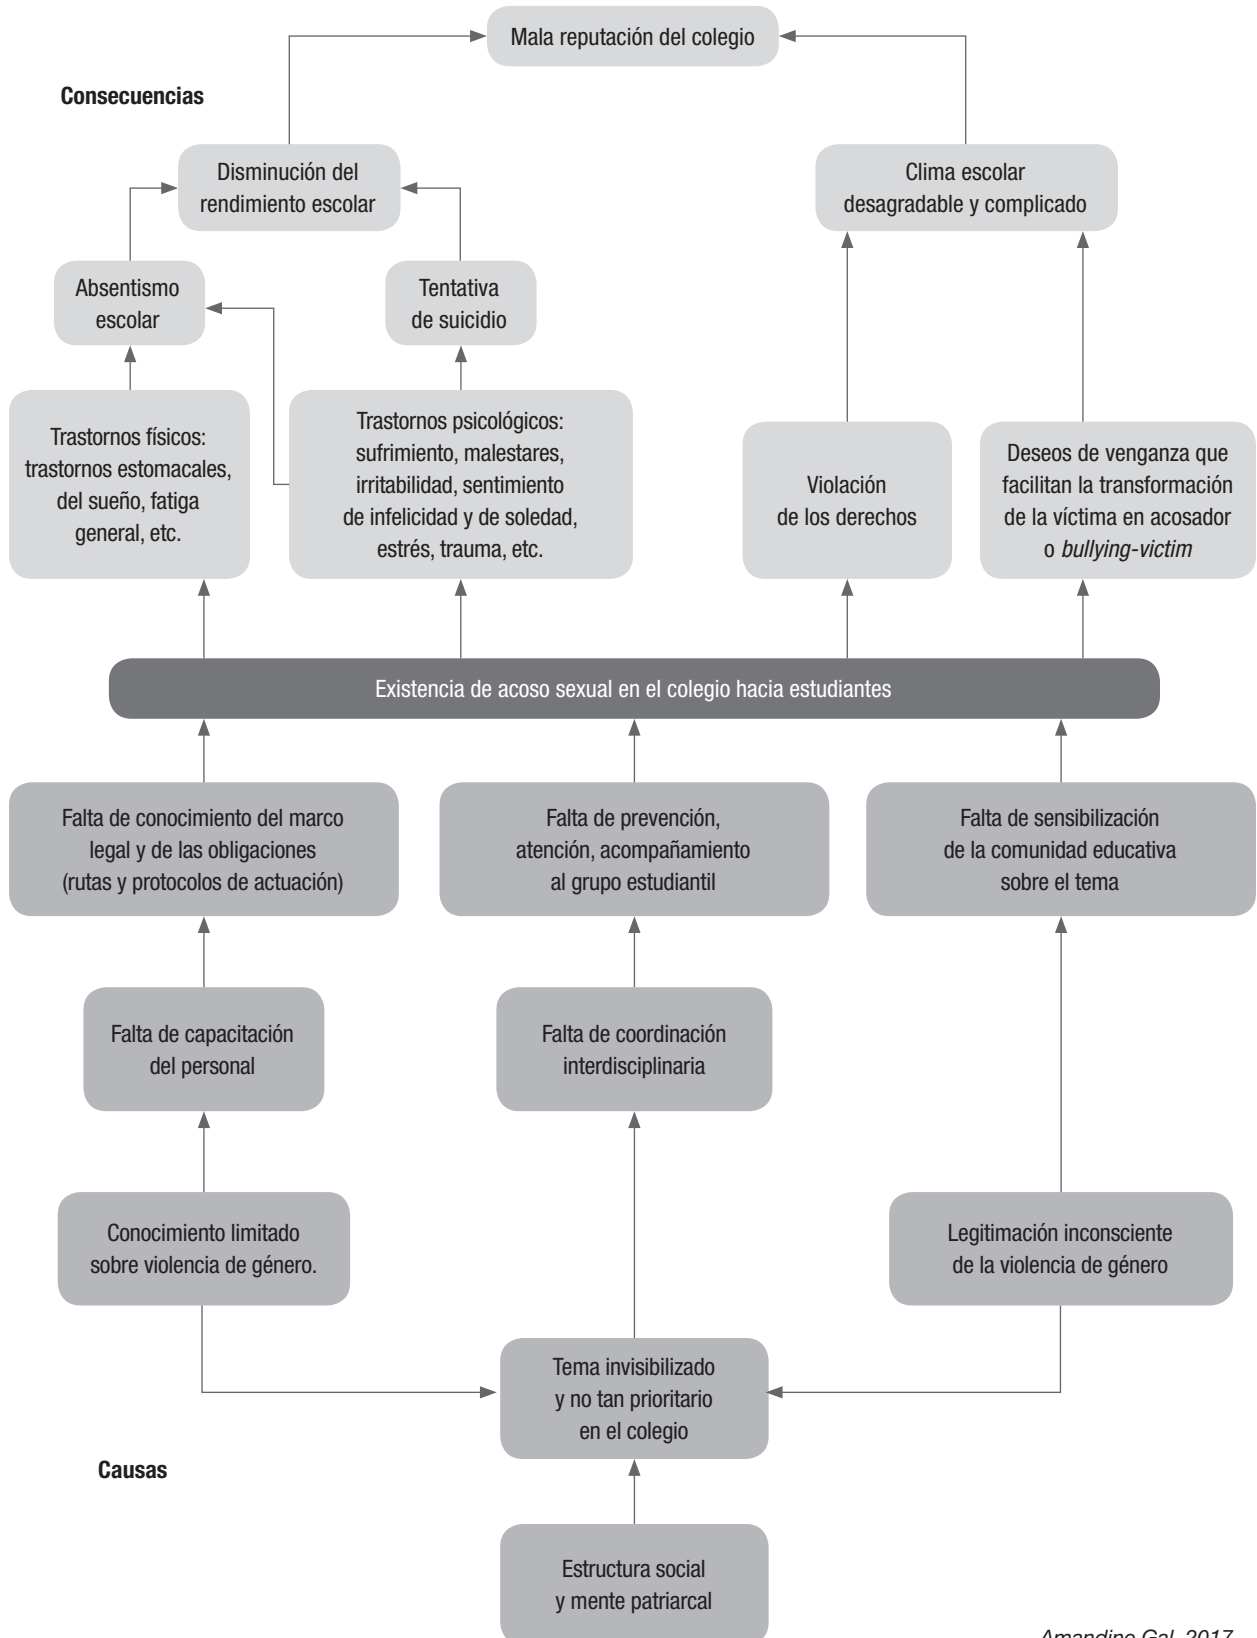 Mala reputación del colegio
Consecuencias
Disminución del
rendimiento escolar
Clima escolar
desagradable y complicado
Absentismo
escolar
Tentativa
de suicidio
Trastornos físicos:
trastornos estomacales,
del sueño, fatiga
general, etc.
Trastornos psicológicos:
sufrimiento, malestares,
irritabilidad, sentimiento
de infelicidad y de soledad,
estrés, trauma, etc.
Violación
de los derechos
Deseos de venganza que
facilitan la transformación
de la víctima en acosador
o bullying-victim
Existencia de acoso sexual en el colegio hacia estudiantes
Falta de conocimiento del marco
legal y de las obligaciones
(rutas y protocolos de actuación)
Falta de prevención,
atención, acompañamiento
al grupo estudiantil
Falta de sensibilización
de la comunidad educativa
sobre el tema
Falta de capacitación
del personal
Falta de coordinación
interdisciplinaria
Conocimiento limitado
sobre violencia de género.
Legitimación inconsciente
de la violencia de género
Tema invisibilizado
y no tan prioritario
en el colegio
Causas
Estructura social
y mente patriarcal
Amandine Gal, 2017